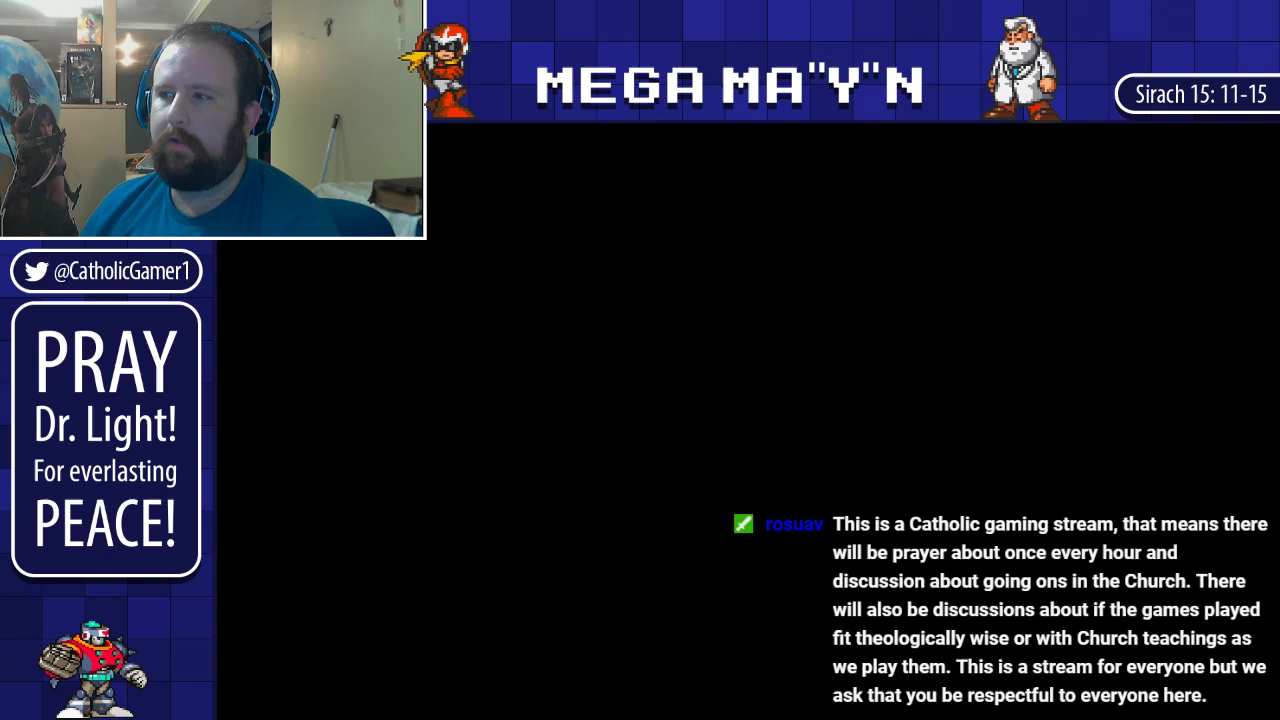 MEGA MA"Y"N
Sirach 15: 11-15
@CatholicGamer1
PRAY
Dr. Light!
For everlasting
PEACE!
rosuav This is a Catholic gaming stream, that means there
will be prayer about once every hour and
discussion about going ons in the Church. There
will also be discussions about if the games played
fit theologically wise or with Church teachings as
we play them. This is a stream for everyone but we
ask that you be respectful to everyone here.